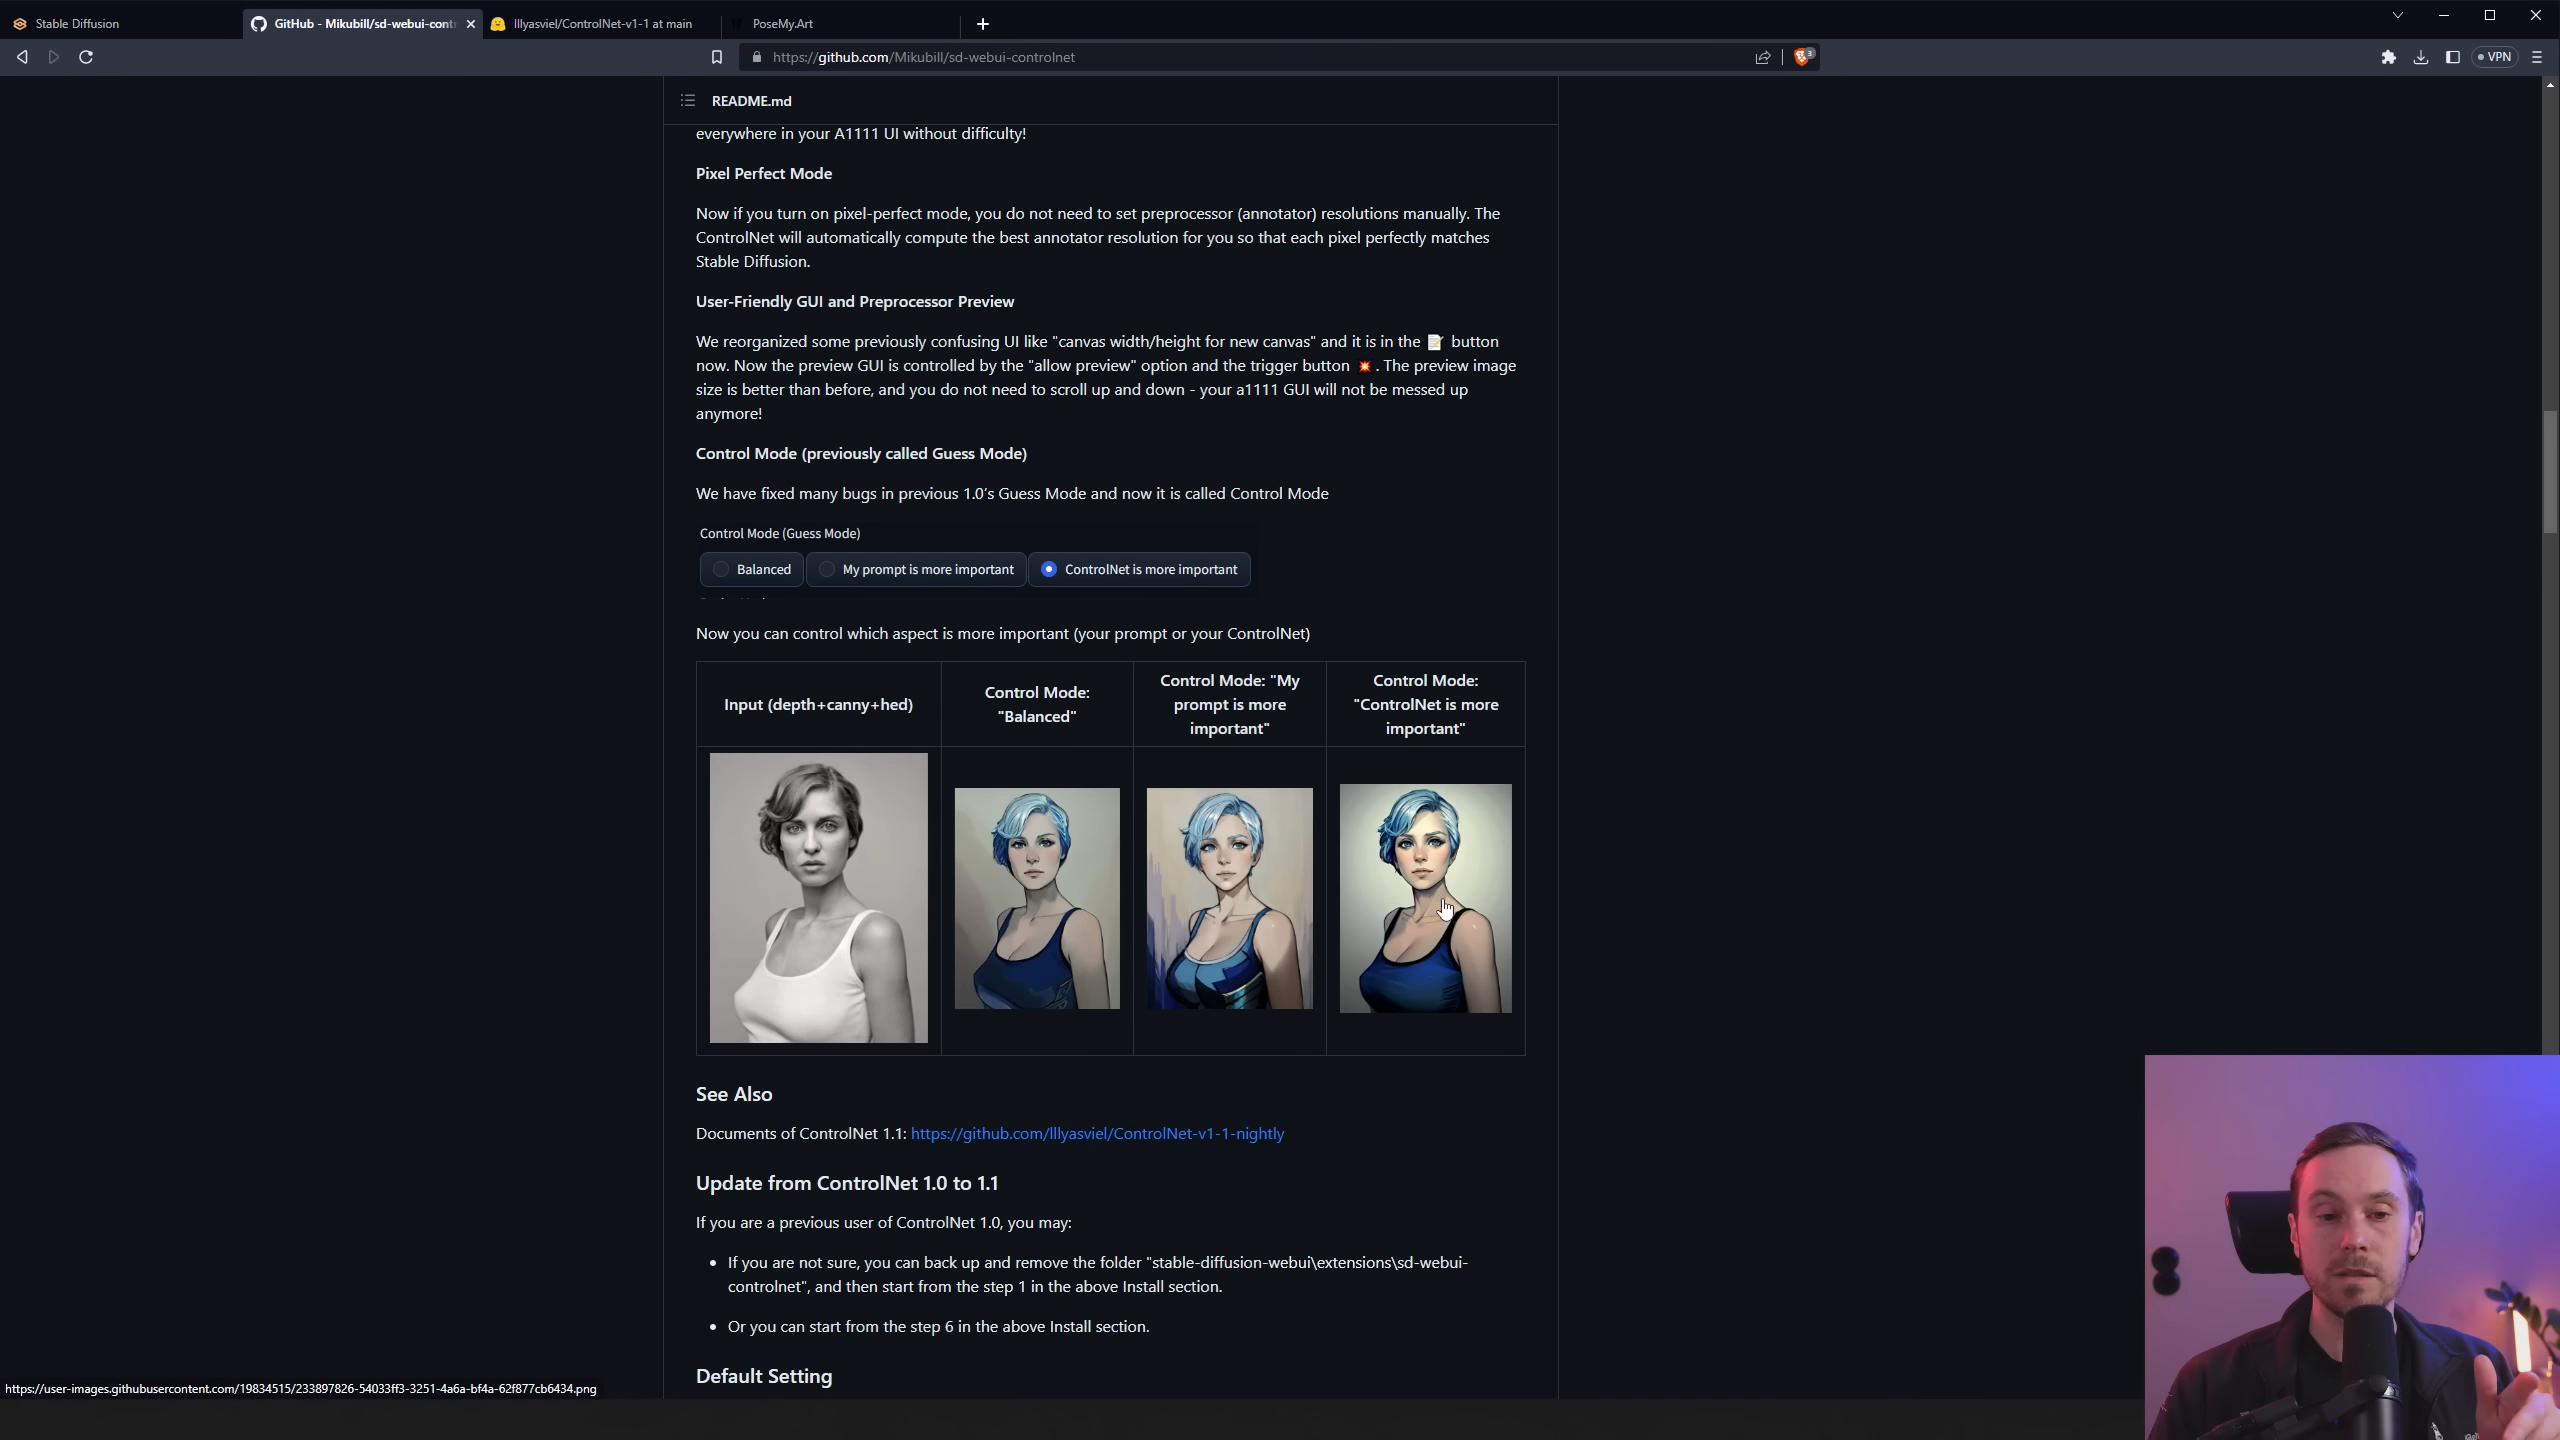 Stable Diffusion
GitHub - Mikubill/sd-webui-cont
lllyasviel/ControlNet-v1-1 at main
PoseMy.Art
https://github.com/Mikubill/sd-webui-controlnet
3
VPN
README.md
everywhere in your A1111 UI without difficulty!
Pixel Perfect Mode
Now if you turn on pixel-perfect mode, you do not need to set preprocessor (annotator) resolutions manually. The
ControlNet will automatically compute the best annotator resolution for you so that each pixel perfectly matches
Stable Diffusion.
User-Friendly GUI and Preprocessor Preview
We reorganized some previously confusing UI like "canvas width/height for new canvas" and it is in the 📝 button
now. Now the preview GUI is controlled by the "allow preview" option and the trigger button 💥. The preview image
size is better than before, and you do not need to scroll up and down - your a1111 GUI will not be messed up
anymore!
Control Mode (previously called Guess Mode)
We have fixed many bugs in previous 1.0's Guess Mode and now it is called Control Mode
Control Mode (Guess Mode)
Balanced My prompt is more important ControlNet is more important
Now you can control which aspect is more important (your prompt or your ControlNet)
Input (depth+canny+hed)
Control Mode:
"Balanced"
Control Mode: "My
prompt is more
important"
Control Mode:
"ControlNet is more
important"
See Also
Documents of ControlNet 1.1: https://github.com/lllyasviel/ControlNet-v1-1-nightly
Update from ControlNet 1.0 to 1.1
If you are a previous user of ControlNet 1.0, you may:
• If you are not sure, you can back up and remove the folder "stable-diffusion-webui\extensions\sd-webui-
controlnet", and then start from the step 1 in the above Install section.
• Or you can start from the step 6 in the above Install section.
Default Setting
https://user-images.githubusercontent.com/19834515/233897826-54033ff3-3251-4a6a-bf4a-62f877cb6434.png